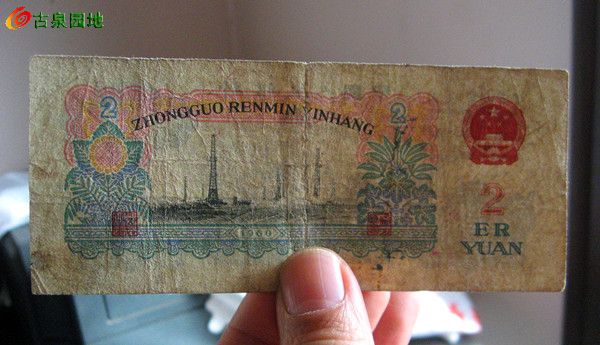 古泉园地
2
2
ZHONGGUO RENMIN YINHANG
2
ER
YUAN
1960